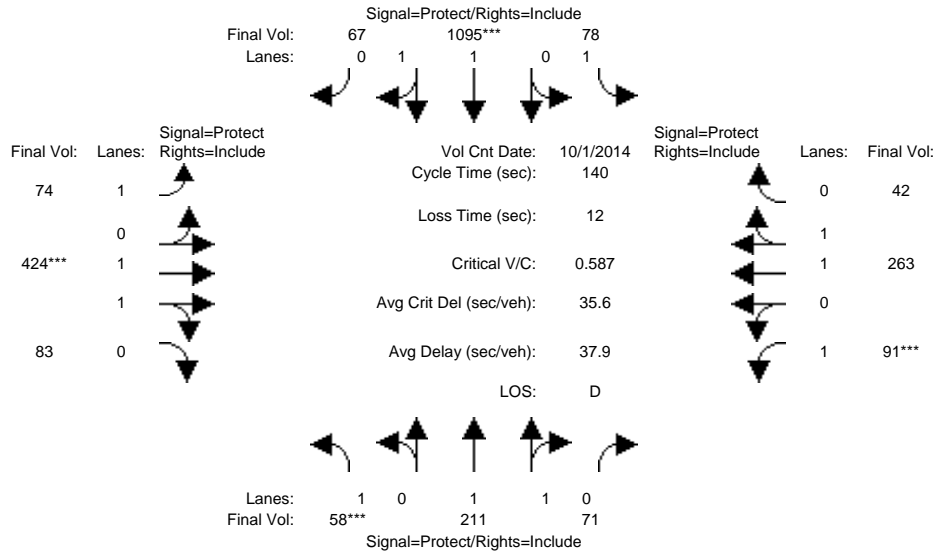 Signal=Protect/Rights=Include
Final Vol: 67 1095*** 78
Lanes: 0 1 1 0 1
Signal=Protect Signal=Protect
Final Vol: Lanes: Rights=Include Vol Cnt Date: 10/1/2014 Rights=Include Lanes: Final Vol:
Cycle Time (sec): 140
74 1 0 42
Loss Time (sec): 12
0 1
424*** 1 Critical V/C: 0.587 1 263
1 Avg Crit Del (sec/veh): 35.6 0
83 0 Avg Delay (sec/veh): 37.9 1 91***
LOS: D
Lanes: 1 0 1 1 0
Final Vol: 58*** 211 71
Signal=Protect/Rights=Include